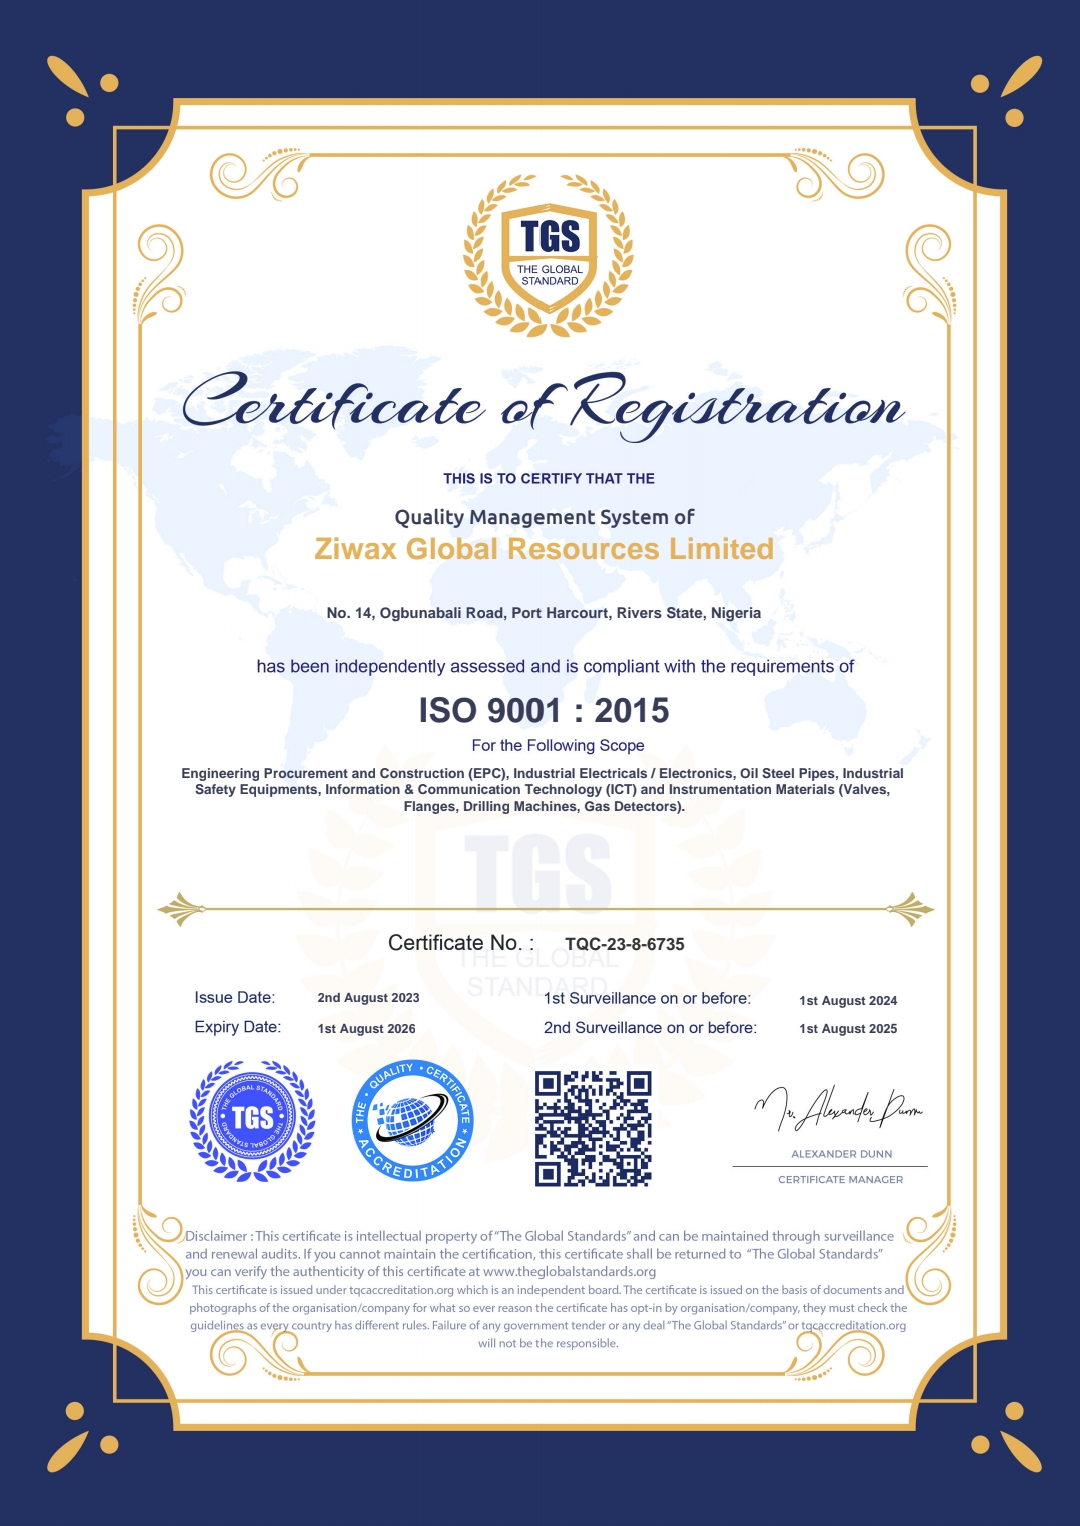 TGS
THE GLOBAL
STANDARD
Certificate of Registration
THIS IS TO CERTIFY THAT THE
Quality Management System of
Ziwax Global Resources Limited
No. 14, Ogbunabali Road, Port Harcourt, Rivers State, Nigeria
has been independently assessed and is compliant with the requirements of
ISO 9001 : 2015
For the Following Scope
Engineering Procurement and Construction (EPC), Industrial Electricals / Electronics, Oil Steel Pipes, Industrial
Safety Equipments, Information & Communication Technology (ICT) and Instrumentation Materials (Valves,
Flanges, Drilling Machines, Gas Detectors).
TGS
THE GLOBAL
STANDARD
Certificate No. : TQC-23-8-6735
Issue Date: 2nd August 2023 1st Surveillance on or before: 1st August 2024
Expiry Date: 1st August 2026 2nd Surveillance on or before: 1st August 2025
THE GLOBAL STANDARD
TGS
THE GLOBAL STANDARD
THE • QUALITY • CERTIFICATE
ACCREDITATION
Mr. Alexander Dunn
ALEXANDER DUNN
CERTIFICATE MANAGER
Disclaimer : This certificate is intellectual property of “The Global Standards” and can be maintained through surveillance
and renewal audits. If you cannot maintain the certification, this certificate shall be returned to “The Global Standards”
you can verify the authenticity of this certificate at www.theglobalstandards.org
This certificate is issued under tqcaccreditation.org which is an independent board. The certificate is issued on the basis of documents and
photographs of the organisation/company for what so ever reason the certificate has opt-in by organisation/company, they must check the
guidelines as every country has different rules. Failure of any government tender or any deal “The Global Standards” or tqcaccreditation.org
will not be the responsible.